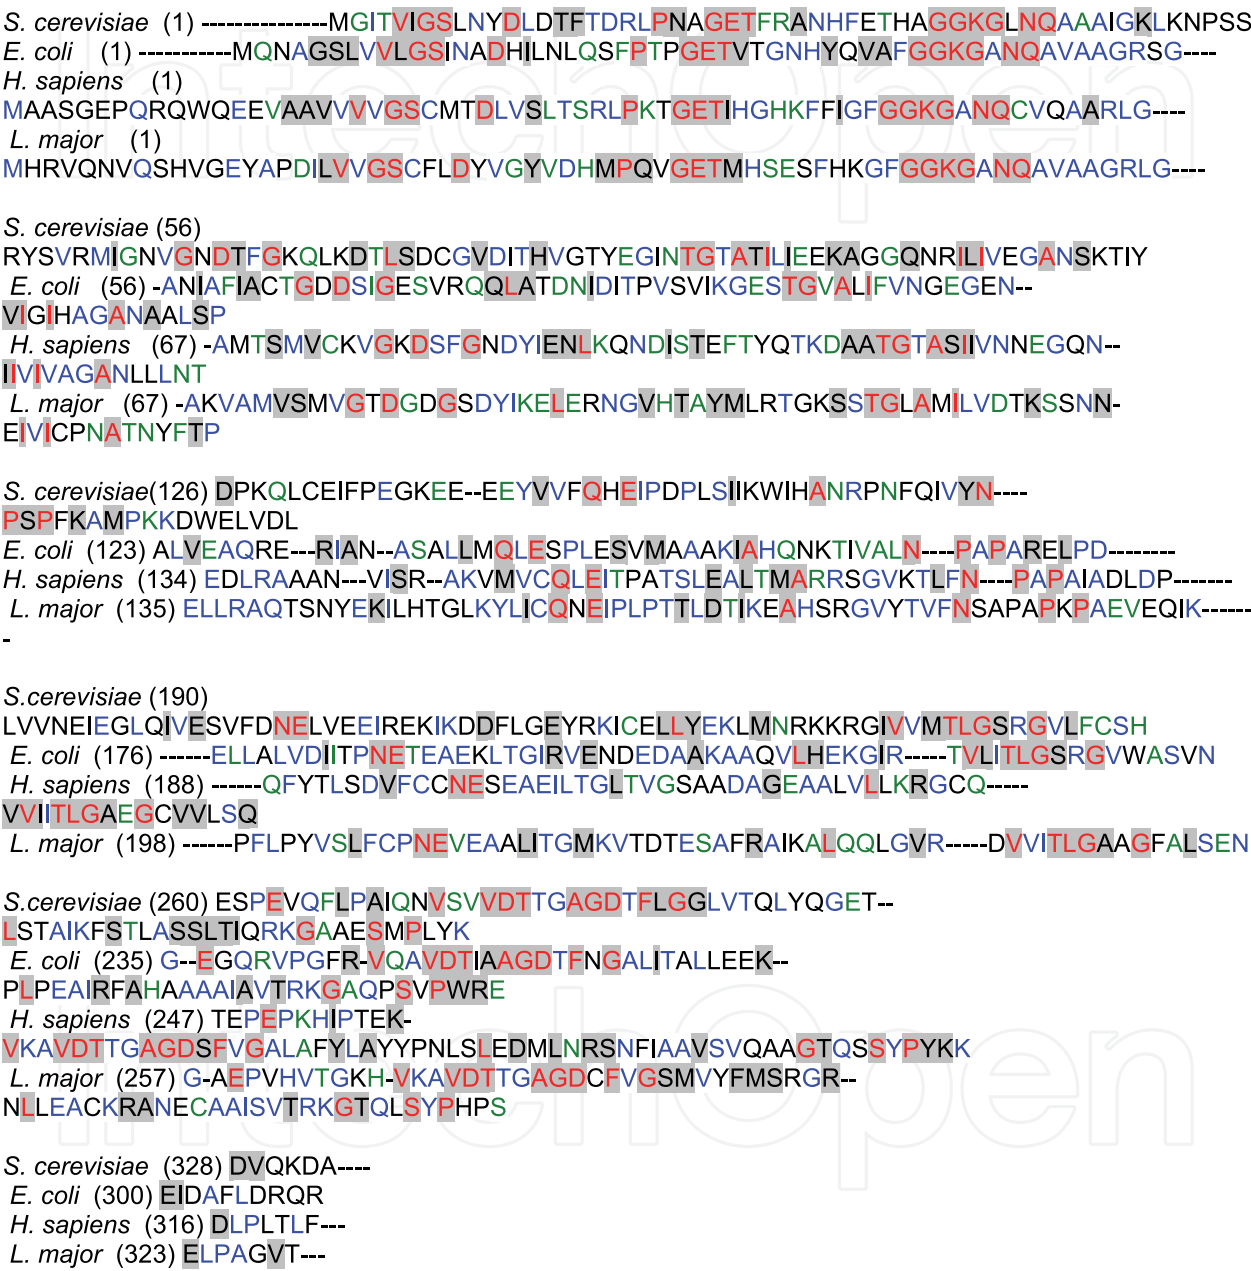 S. cerevisiae (1) --------------MGITVIGSLNYDLDTFTDRLPNAGETFRANHFETHAGGKGLNQAAAIGKLKNPSS
E. coli (1) -----------MQNAGSLVVLGSINADHILNLQSFPTPGETVTGNHYQVAFGGKGANQAVAAGRSG----
H. sapiens (1)
MAASGEPQRQWQEEVAAVVVVGSCMTDLVSLTSRLPKTGETIHGHKFFIGFGGKGANQCVQAARLG----
L. major (1)
MHRVQNVQSHVGEYAPDILVVGSCFLDYVGYVDHMPQVGETMHSESFHKGFGGKGANQAVAAGRLG----
S. cerevisiae (56)
RYSVRMIGNVGNDTFGKQLKDTLSDCGVDITHVGTYEGINTGTATILIEEKAGGQNRILIVEGANSKTIY
E. coli (56) -ANIAFIACTGDDSIGESVRQQLATDNIDITPVSVIKGESTGVALIFVNGEGEN--
VIGIHAGANAALSP
H. sapiens (67) -AMTSMVCKVGKDSFGNDYIENLKQNDISTEFTYQTKDAATGTASIIVNNEGQN--
IIVIVAGANLLLNT
L. major (67) -AKVAMVSMVGTDGDGSDYIKELERNGVHTAYMLRTGKSSTGLAMILVDTKSSNN-
EIVICPNATNYFTP
S. cerevisiae(126) DPKQLCEIFPEGKEE--EEYVVFQHEIPDPLSIIKWIHANRPNFQIVYN----
PSPFKAMPKKDWELVDL
E. coli (123) ALVEAQRE---RIAN--ASALLMQLESPLESVMAAAKIAHQNKTIVALN----PAPARELPD--------
H. sapiens (134) EDLRAAAN---VISR--AKVMVCQLEITPATSLEALTMARRSGVKTLFN----PAPAIADLDP-------
L. major (135) ELLRAQTSNYEKILHTGLKYLICQNEIPLPTTLDTIKEAHSRGVYTVFNSAPAPKPAEVEQIK------
-
S.cerevisiae (190)
LVVNEIEGLQIVESVFDNELVEEIREKIKDDFLGEYRKICELLYEKLMNRKKRGIVVMTLGSRGVLFCSH
E. coli (176) ------ELLALVDIITPNETEAEKLTGIRVENDEDAAKAAQVLHEKGIR-----TVLITLGSRGVWASVN
H. sapiens (188) ------QFYTLSDVFCCNESEAEILTGLTVGSAADAGEAALVLLKRGCQ-----
VVIITLGAEGCVVLSQ
L. major (198) ------PFLPYVSLFCPNEVEAALITGMKVTDTESAFRAIKALQQLGVR-----DVVITLGAAGFALSEN
S.cerevisiae (260) ESPEVQFLPAIQNVSVVDTTGAGDTFLGGLVTQLYQGET--
LSTAIKFSTLASSLTIQRKGAAESMPLYK
E. coli (235) G--EGQRVPGFR-VQAVDTIAAGDTFNGALITALLEEK--
PLPEAIRFAHAAAAIAVTRKGAQPSVPWRE
H. sapiens (247) TEPEPKHIPTEK-
VKAVDTTGAGDSFVGALAFYLAYYPNLSLEDMLNRSNFIAAVSVQAAGTQSSYPYKK
L. major (257) G-AEPVHVTGKH-VKAVDTTGAGDCFVGSMVYFMSRGR--
NLLEACKRANECAAISVTRKGTQLSYPHPS
S. cerevisiae (328) DVQKDA----
E. coli (300) EIDAFLDRQR
H. sapiens (316) DLPLTLF---
L. major (323) ELPAGVT---
IntechOpen
IntechOpen